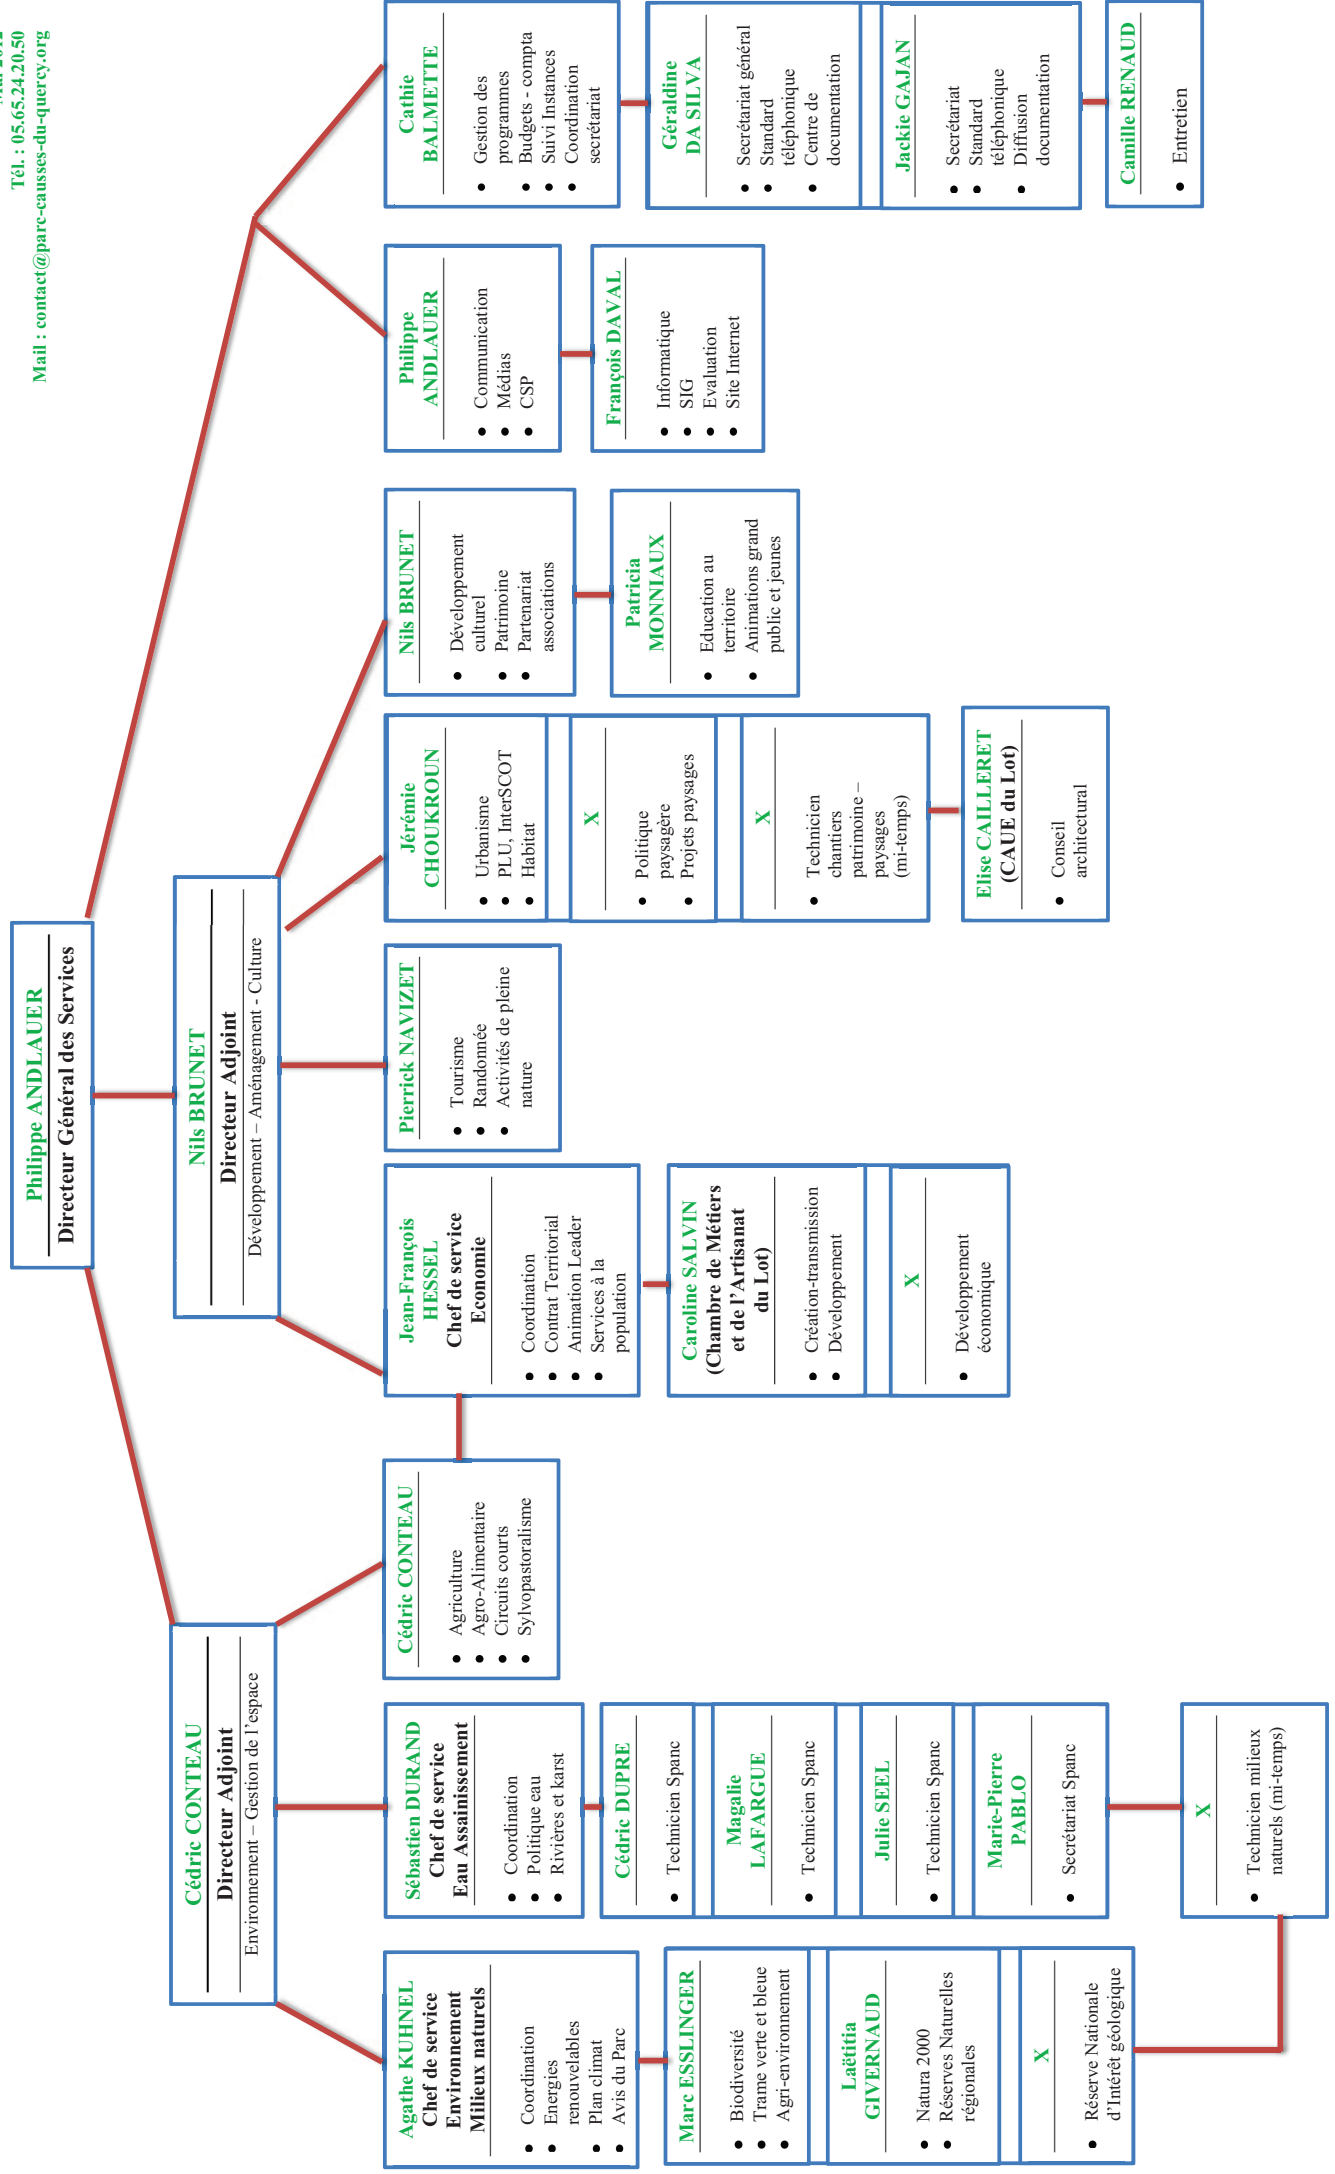 Tél. : 05.65.24.20.50
Mail : contact@parc-causses-du-quercy.org
Philippe ANDLAUER
Directeur Général des Services
Cédric CONTEAU
Directeur Adjoint
Environnement – Gestion de l'espace
Nils BRUNET
Directeur Adjoint
Développement – Aménagement - Culture
Agathe KUHNEL
Chef de service
Environnement
Milieux naturels
• Coordination
• Energies
renouvelables
• Plan climat
• Avis du Parc
Marc ESSLINGER
• Biodiversité
• Trame verte et bleue
• Agri-environnement
Laëtitia
GIVERNAUD
• Natura 2000
• Réserves Naturelles
régionales
X
• Réserve Nationale
d'Intérêt géologique
Sébastien DURAND
Chef de service
Eau Assainissement
• Coordination
• Politique eau
• Rivières et karst
Cédric DUPRE
• Technicien Spanc
Magalie
LAFARGUE
• Technicien Spanc
Julie SEEL
• Technicien Spanc
Marie-Pierre
PABLO
• Secrétariat Spanc
X
• Technicien milieux
naturels (mi-temps)
Cédric CONTEAU
• Agriculture
• Agro-Alimentaire
• Circuits courts
• Sylvopastoralisme
Jean-François
HESSEL
Chef de service
Economie
• Coordination
• Contrat Territorial
• Animation Leader
• Services à la
population
Caroline SALVIN
(Chambre de Métiers
et de l'Artisanat
du Lot)
• Création-transmission
• Développement
X
• Développement
économique
Pierrick NAVIZET
• Tourisme
• Randonnée
• Activités de pleine
nature
Jérémie
CHOUKROUN
• Urbanisme
• PLU, InterSCOT
• Habitat
X
• Politique
paysagère
• Projets paysages
X
• Technicien
chantiers
patrimoine –
paysages
(mi-temps)
Elise CAILLERET
(CAUE du Lot)
• Conseil
architectural
Nils BRUNET
• Développement
culturel
• Patrimoine
• Partenariat
associations
Patricia
MONNIAUX
• Education au
territoire
• Animations grand
public et jeunes
Philippe
ANDLAUER
• Communication
• Médias
• CSP
François DAVAL
• Informatique
• SIG
• Evaluation
• Site Internet
Cathie
BALMETTE
• Gestion des
programmes
• Budgets - compta
• Suivi Instances
• Coordination
secrétariat
Géraldine
DA SILVA
• Secrétariat général
• Standard
téléphonique
• Centre de
documentation
Jackie GAJAN
• Secrétariat
• Standard
téléphonique
• Diffusion
documentation
Camille RENAUD
• Entretien